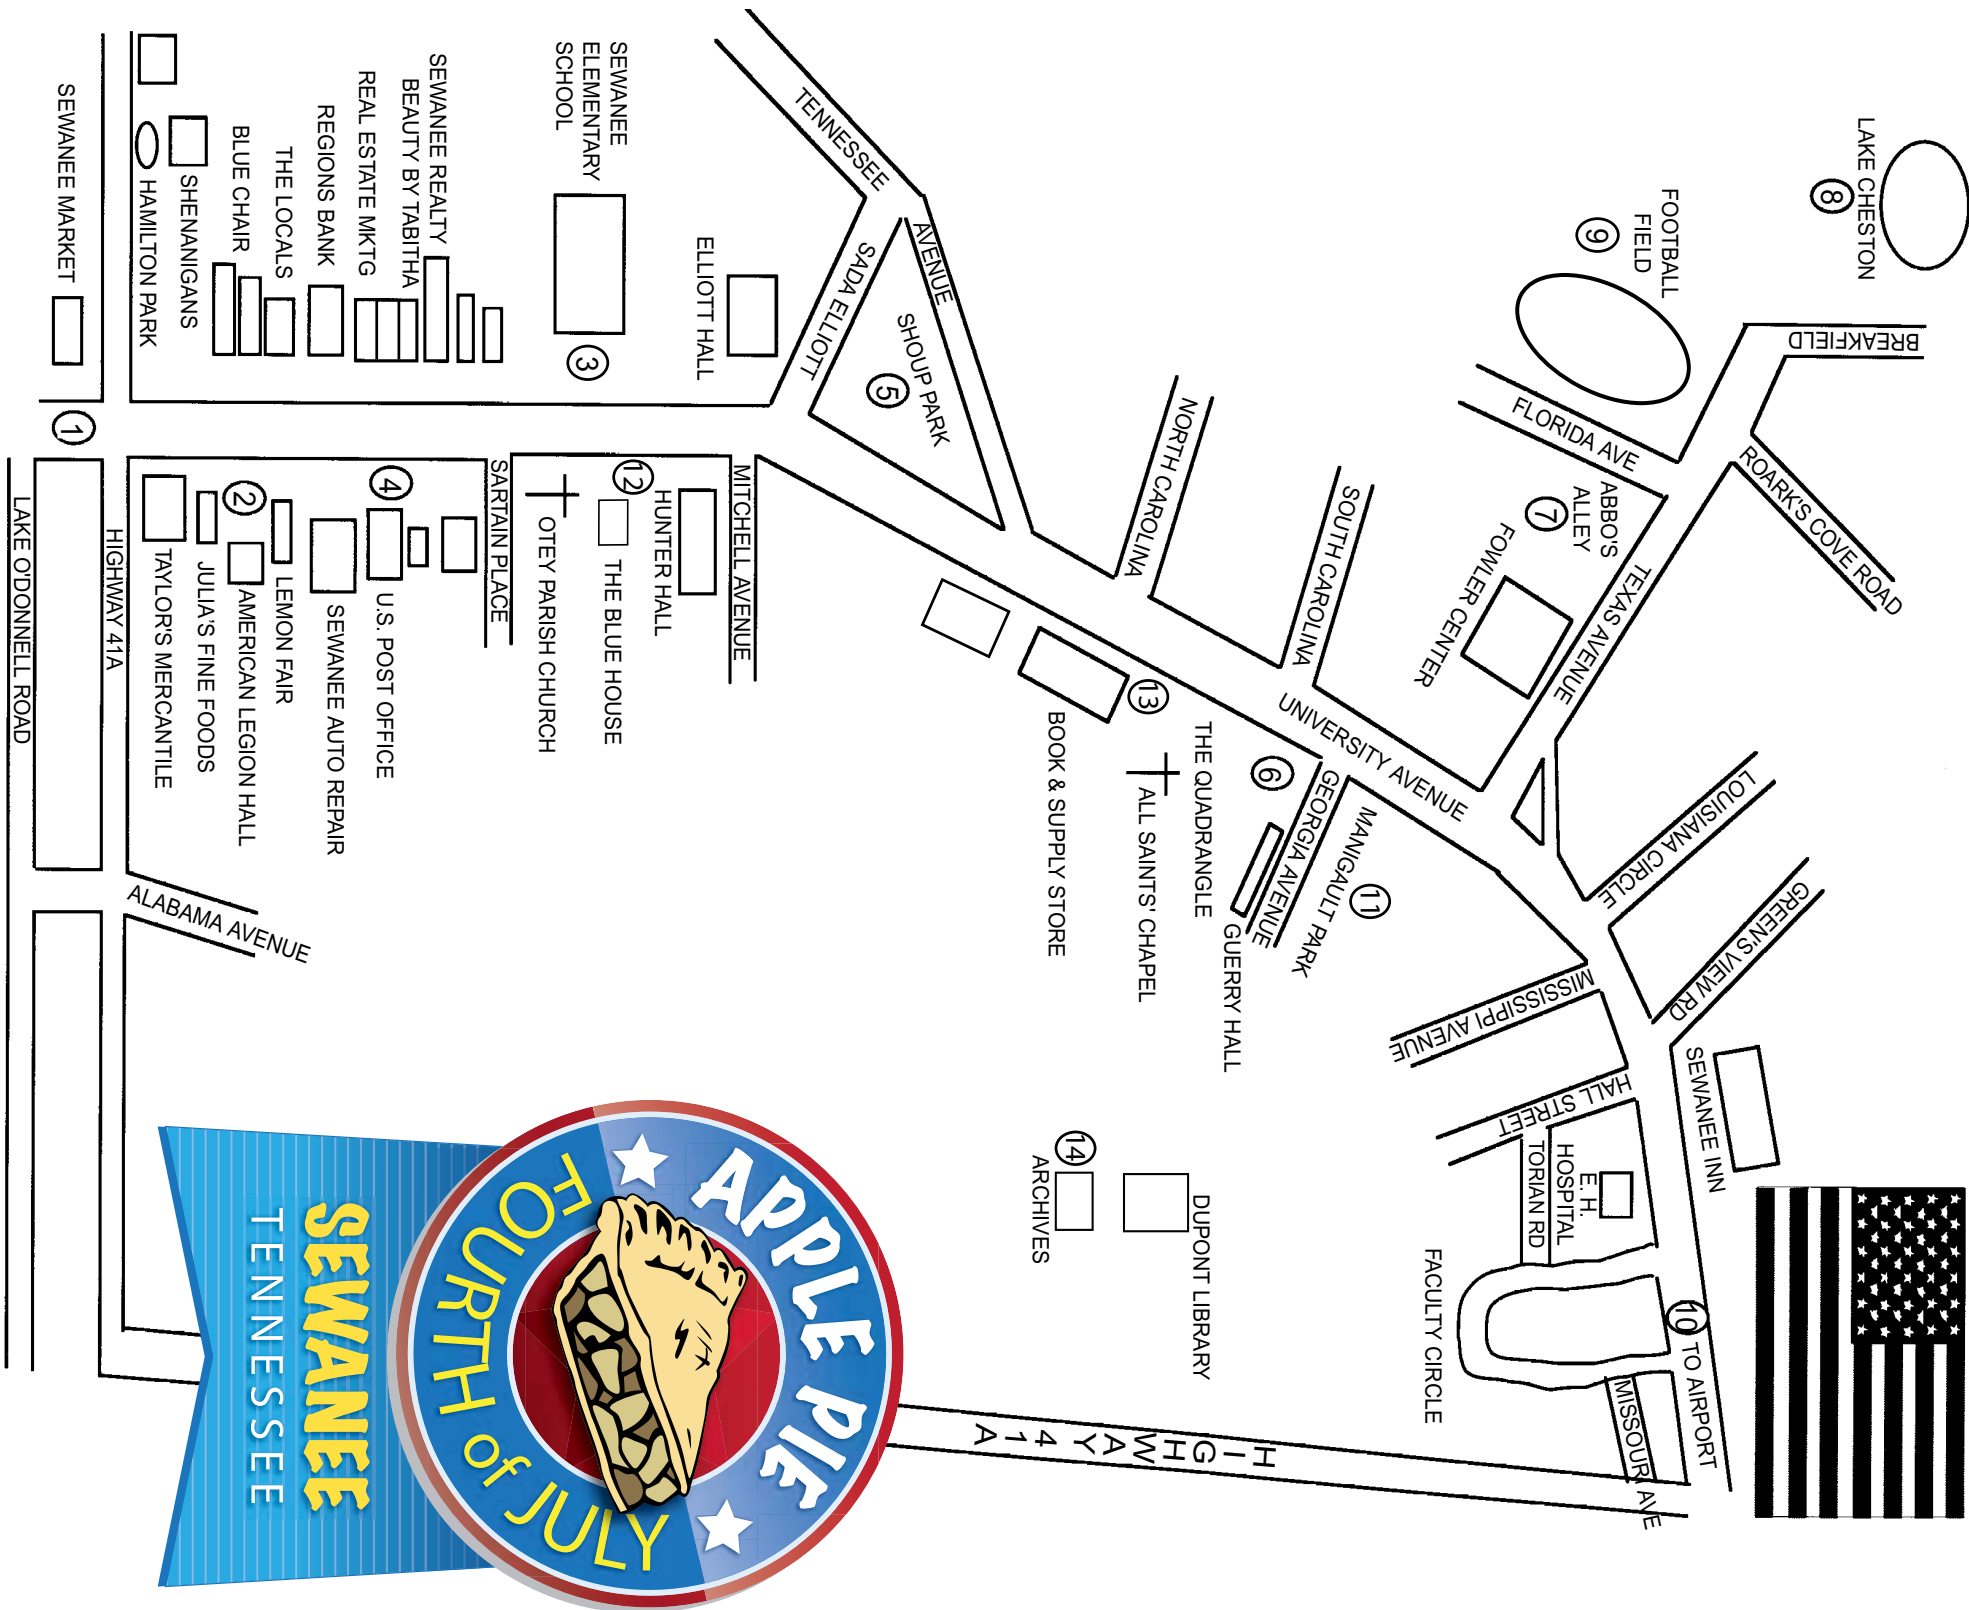 LAKE CHESTON
8
FOOTBALL
FIELD
9
BREAKFIELD
ROARK'S COVE ROAD
FLORIDA AVE
ABBO'S
ALLEY
7
FOWLER CENTER
TEXAS AVENUE
LOUISIANA CIRCLE
GREEN'S VIEW RD
SEWANEE INN
TENNESSEE
AVENUE
SADA ELLIOTT
SHOUP PARK
5
NORTH CAROLINA
SOUTH CAROLINA
UNIVERSITY AVENUE
GEORGIA AVENUE
MANIGAULT PARK
11
6
THE QUADRANGLE
GUERRY HALL
ALL SAINTS' CHAPEL
13
BOOK & SUPPLY STORE
MISSISSIPPI AVENUE
HALL STREET
E. H.
HOSPITAL
TORIAN RD
FACULTY CIRCLE
10
TO AIRPORT
MISSOURI AVE
HIGHWAY 41A
DUPONT LIBRARY
14
ARCHIVES
SEWANEE
ELEMENTARY
SCHOOL
3
ELLIOTT HALL
SEWANEE REALTY
BEAUTY BY TABITHA
REAL ESTATE MKTG
REGIONS BANK
THE LOCALS
BLUE CHAIR
SHENANIGANS
HAMILTON PARK
SEWANEE MARKET
1
MITCHELL AVENUE
HUNTER HALL
12
THE BLUE HOUSE
OTEY PARISH CHURCH
SARTAIN PLACE
4
U.S. POST OFFICE
SEWANEE AUTO REPAIR
LEMON FAIR
2
AMERICAN LEGION HALL
JULIA'S FINE FOODS
TAYLOR'S MERCANTILE
HIGHWAY 41A
LAKE O'DONNELL ROAD
ALABAMA AVENUE
APPLE PIE
FOURTH of JULY
SEWANEE
TENNESSEE